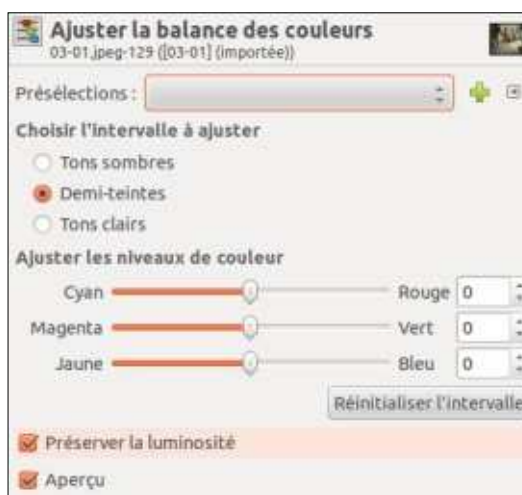 Ajuster la balance des couleurs
03-01.jpeg-129 ([03-01] (importée))
Présélections :
Choisir l'intervalle à ajuster
Tons sombres
Demi-teintes
Tons clairs
Ajuster les niveaux de couleur
Cyan Rouge 0
Magenta Vert 0
Jaune Bleu 0
Réinitialiser l'intervalle
Préserver la luminosité
Aperçu